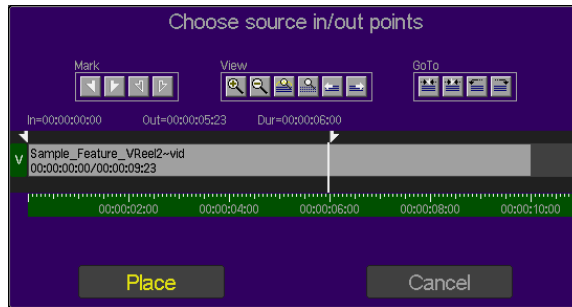 Choose source in/out points
Mark View GoTo
In=00:00:00:00 Out=00:00:05:23 Dur=00:00:06:00
V
Sample_Feature_VReel2~vid
00:00:00:00/00:00:09:23
00:00:02:00 00:00:04:00 00:00:06:00 00:00:08:00 00:00:10:00
Place Cancel